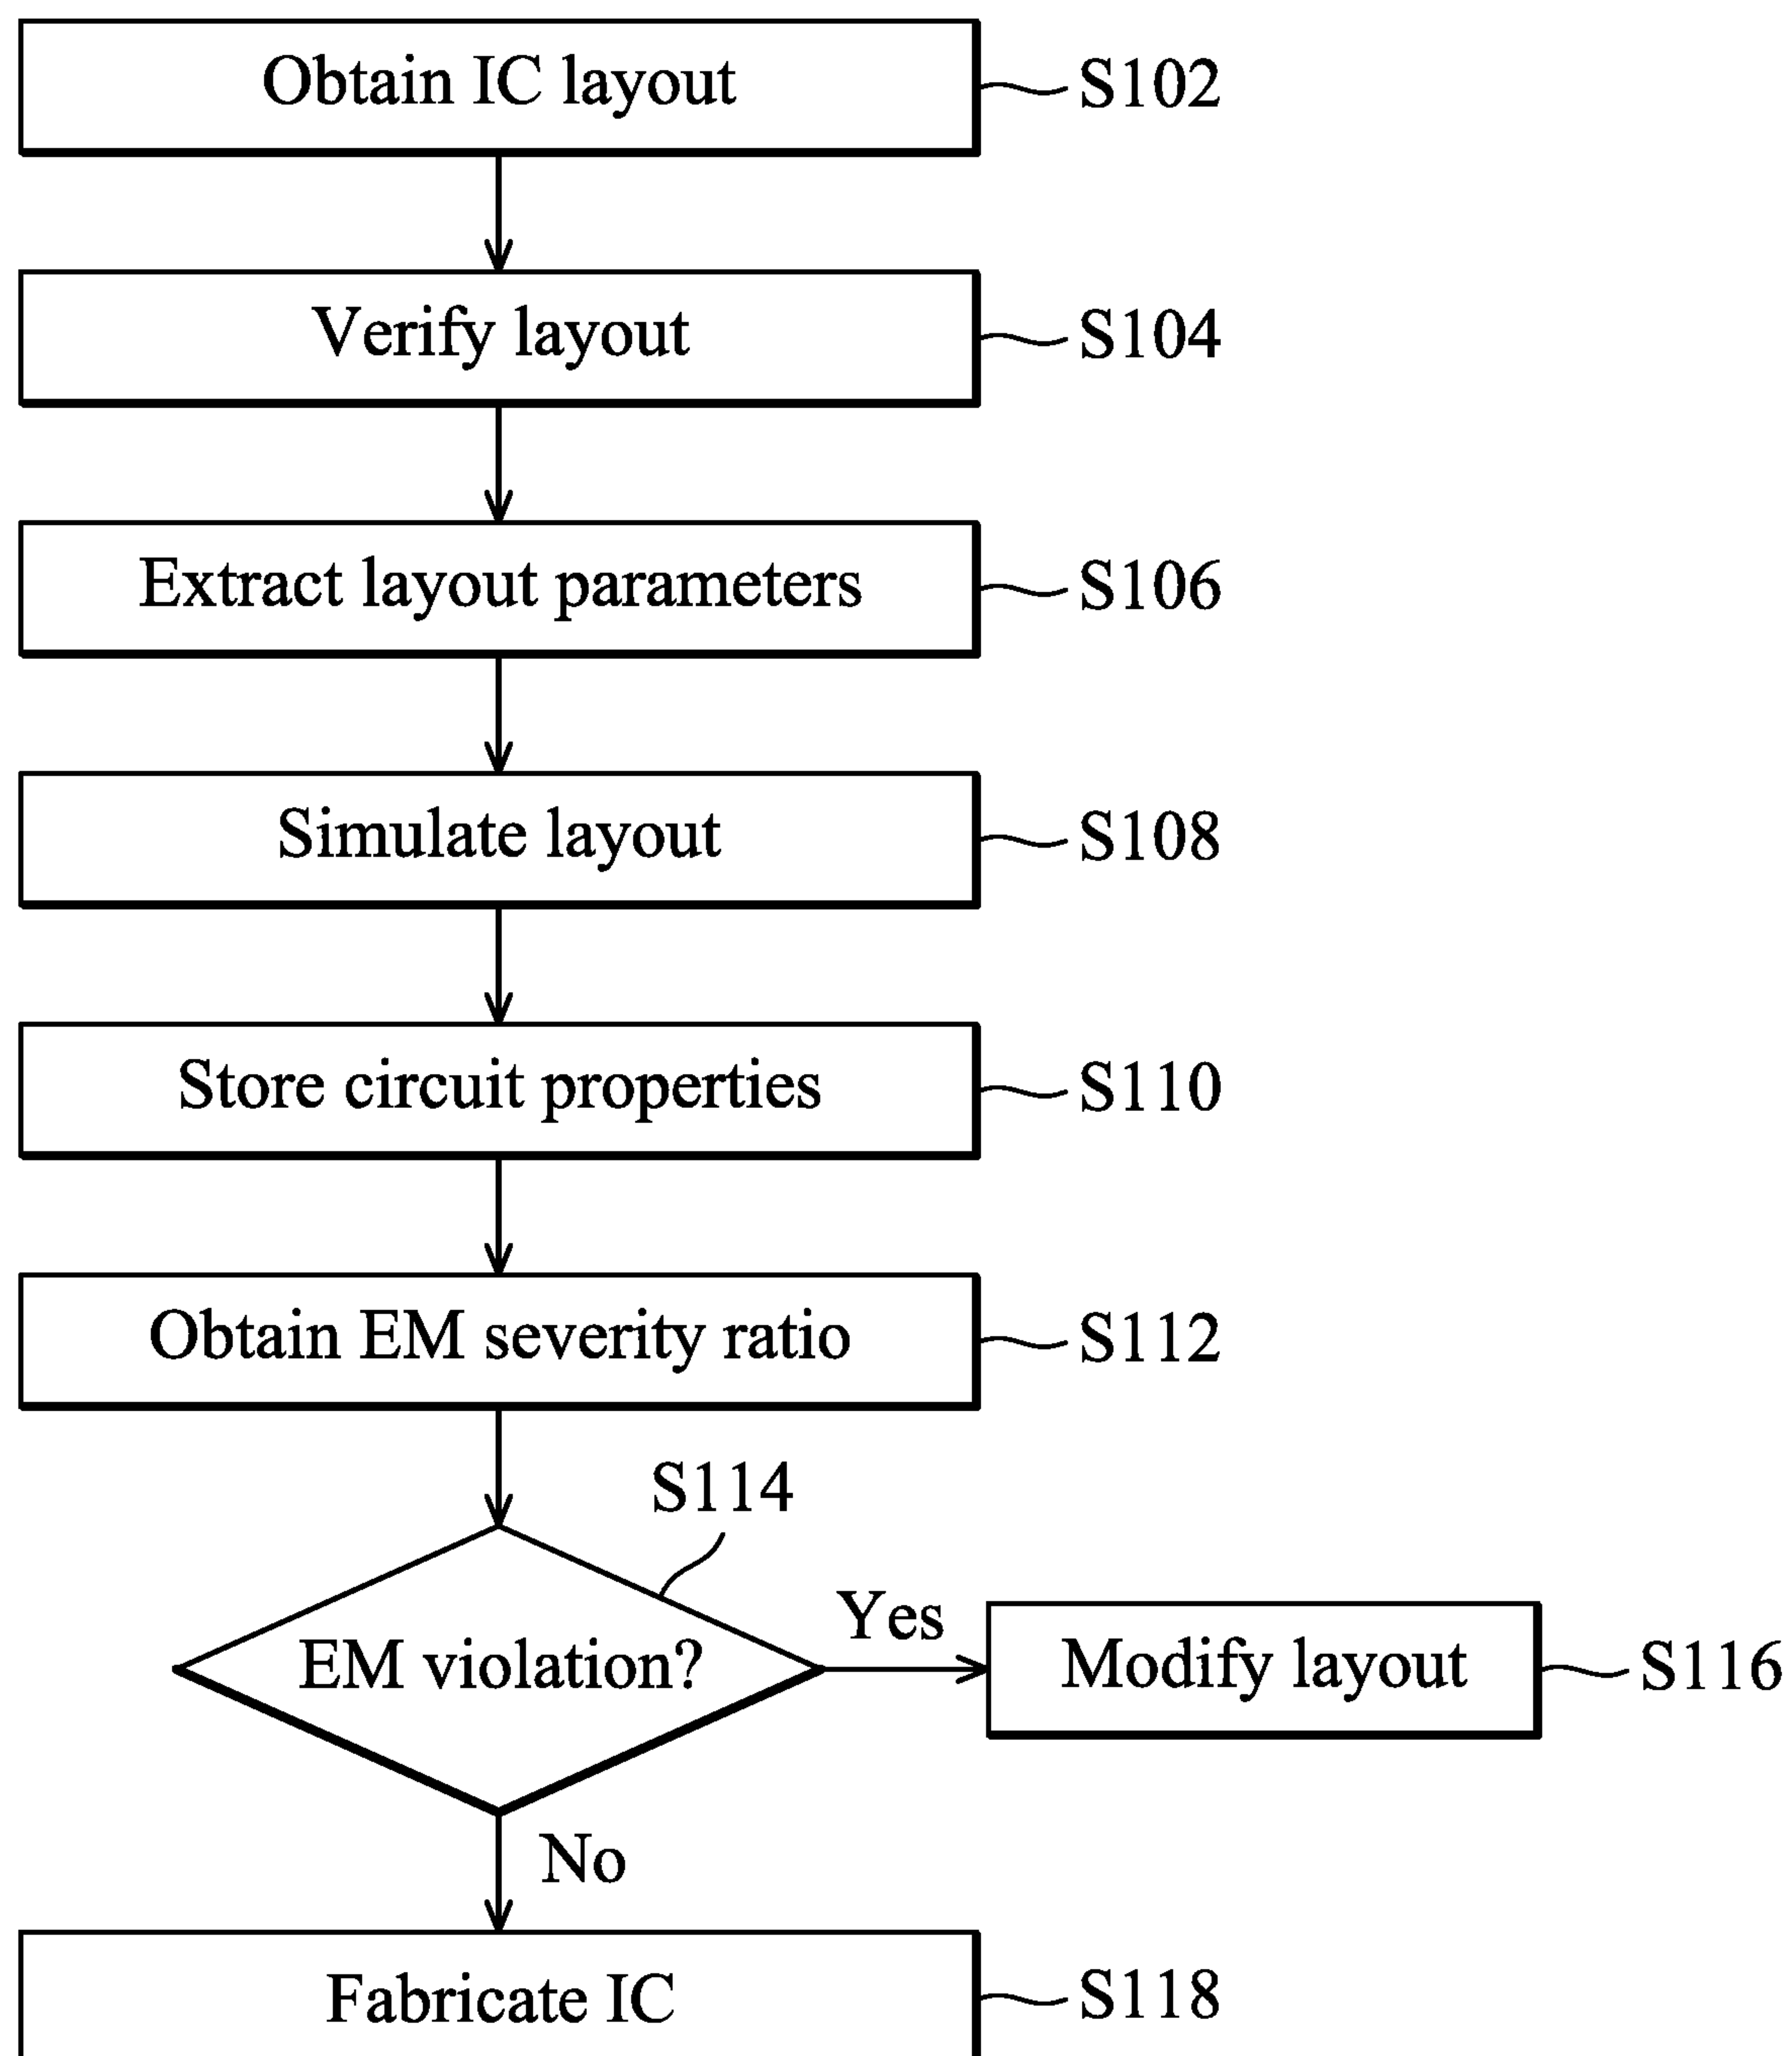 Obtain IC layout
S102
Verify layout
S104
Extract layout parameters
S106
Simulate layout
S108
Store circuit properties
S110
Obtain EM severity ratio
S112
S114
EM violation?
Yes
Modify layout
S116
No
Fabricate IC
S118